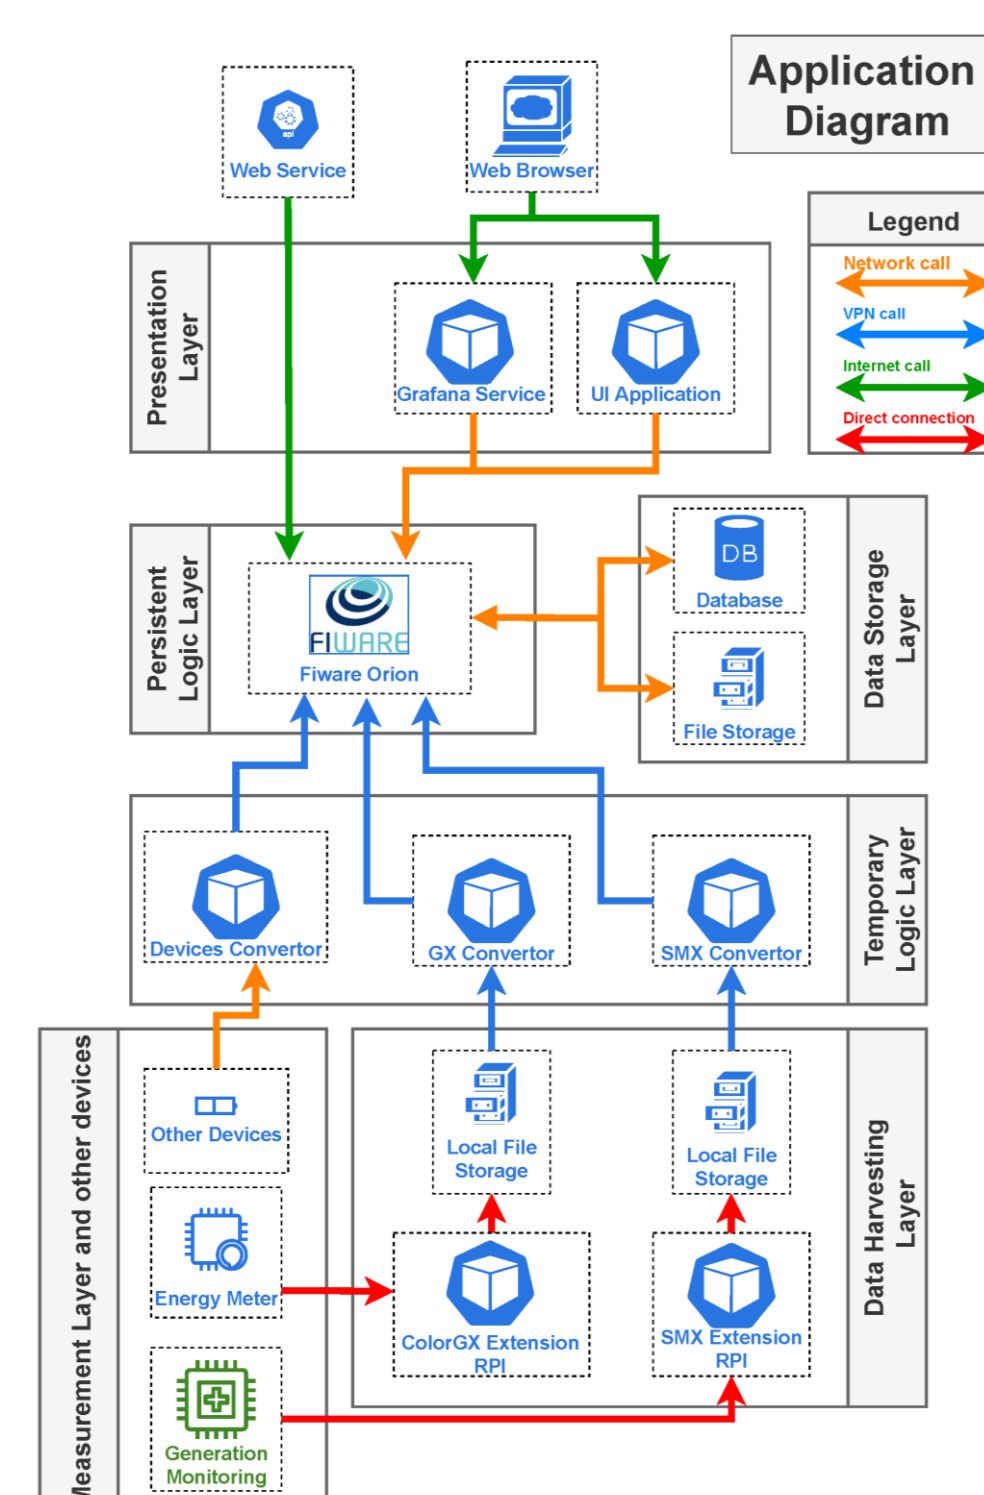 Application
Diagram
Web Service
api
Web Browser
Legend
Network call
VPN call
Internet call
Direct connection
Presentation
Layer
Grafana Service
UI Application
Persistent
Logic Layer
FIWARE
Fiware Orion
DB
Database
File Storage
Data Storage
Layer
Devices Convertor
GX Convertor
SMX Convertor
Temporary
Logic Layer
Measurement Layer and other devices
Other Devices
Energy Meter
Generation
Monitoring
Local File
Storage
Local File
Storage
ColorGX Extension
RPI
SMX Extension
RPI
Data Harvesting
Layer